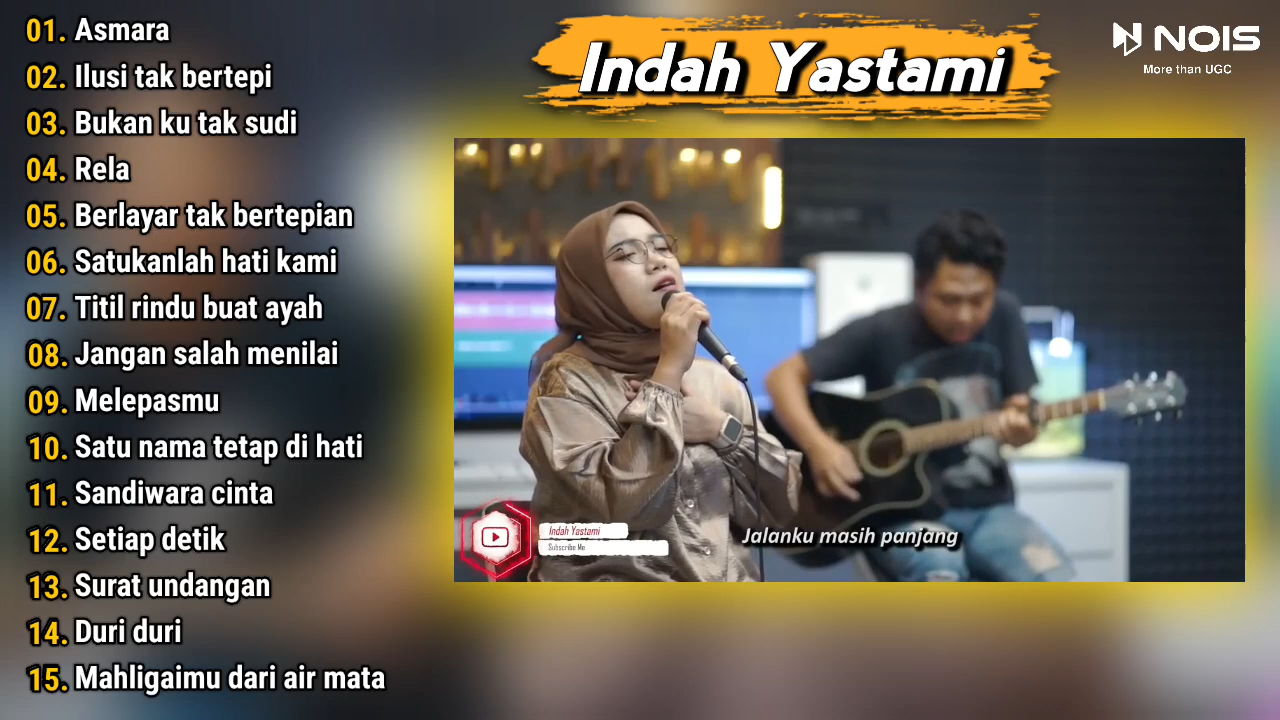 01. Asmara
02. Ilusi tak bertepi
03. Bukan ku tak sudi
04. Rela
05. Berlayar tak bertepian
06. Satukanlah hati kami
07. Titil rindu buat ayah
08. Jangan salah menilai
09. Melepasmu
10. Satu nama tetap di hati
11. Sandiwara cinta
12. Setiap detik
13. Surat undangan
14. Duri duri
15. Mahligaimu dari air mata
Indah Yastami
NOIS
More than UGC
Indah Yastami
Subscribe Me
Jalanku masih panjang